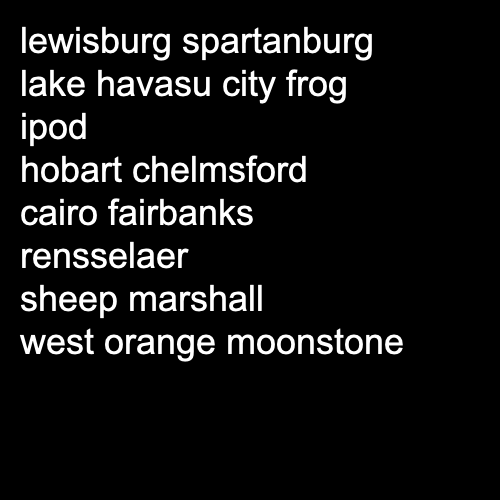 lewisburg spartanburg
lake havasu city frog
ipod
hobart chelmsford
cairo fairbanks
rensselaer
sheep marshall
west orange moonstone